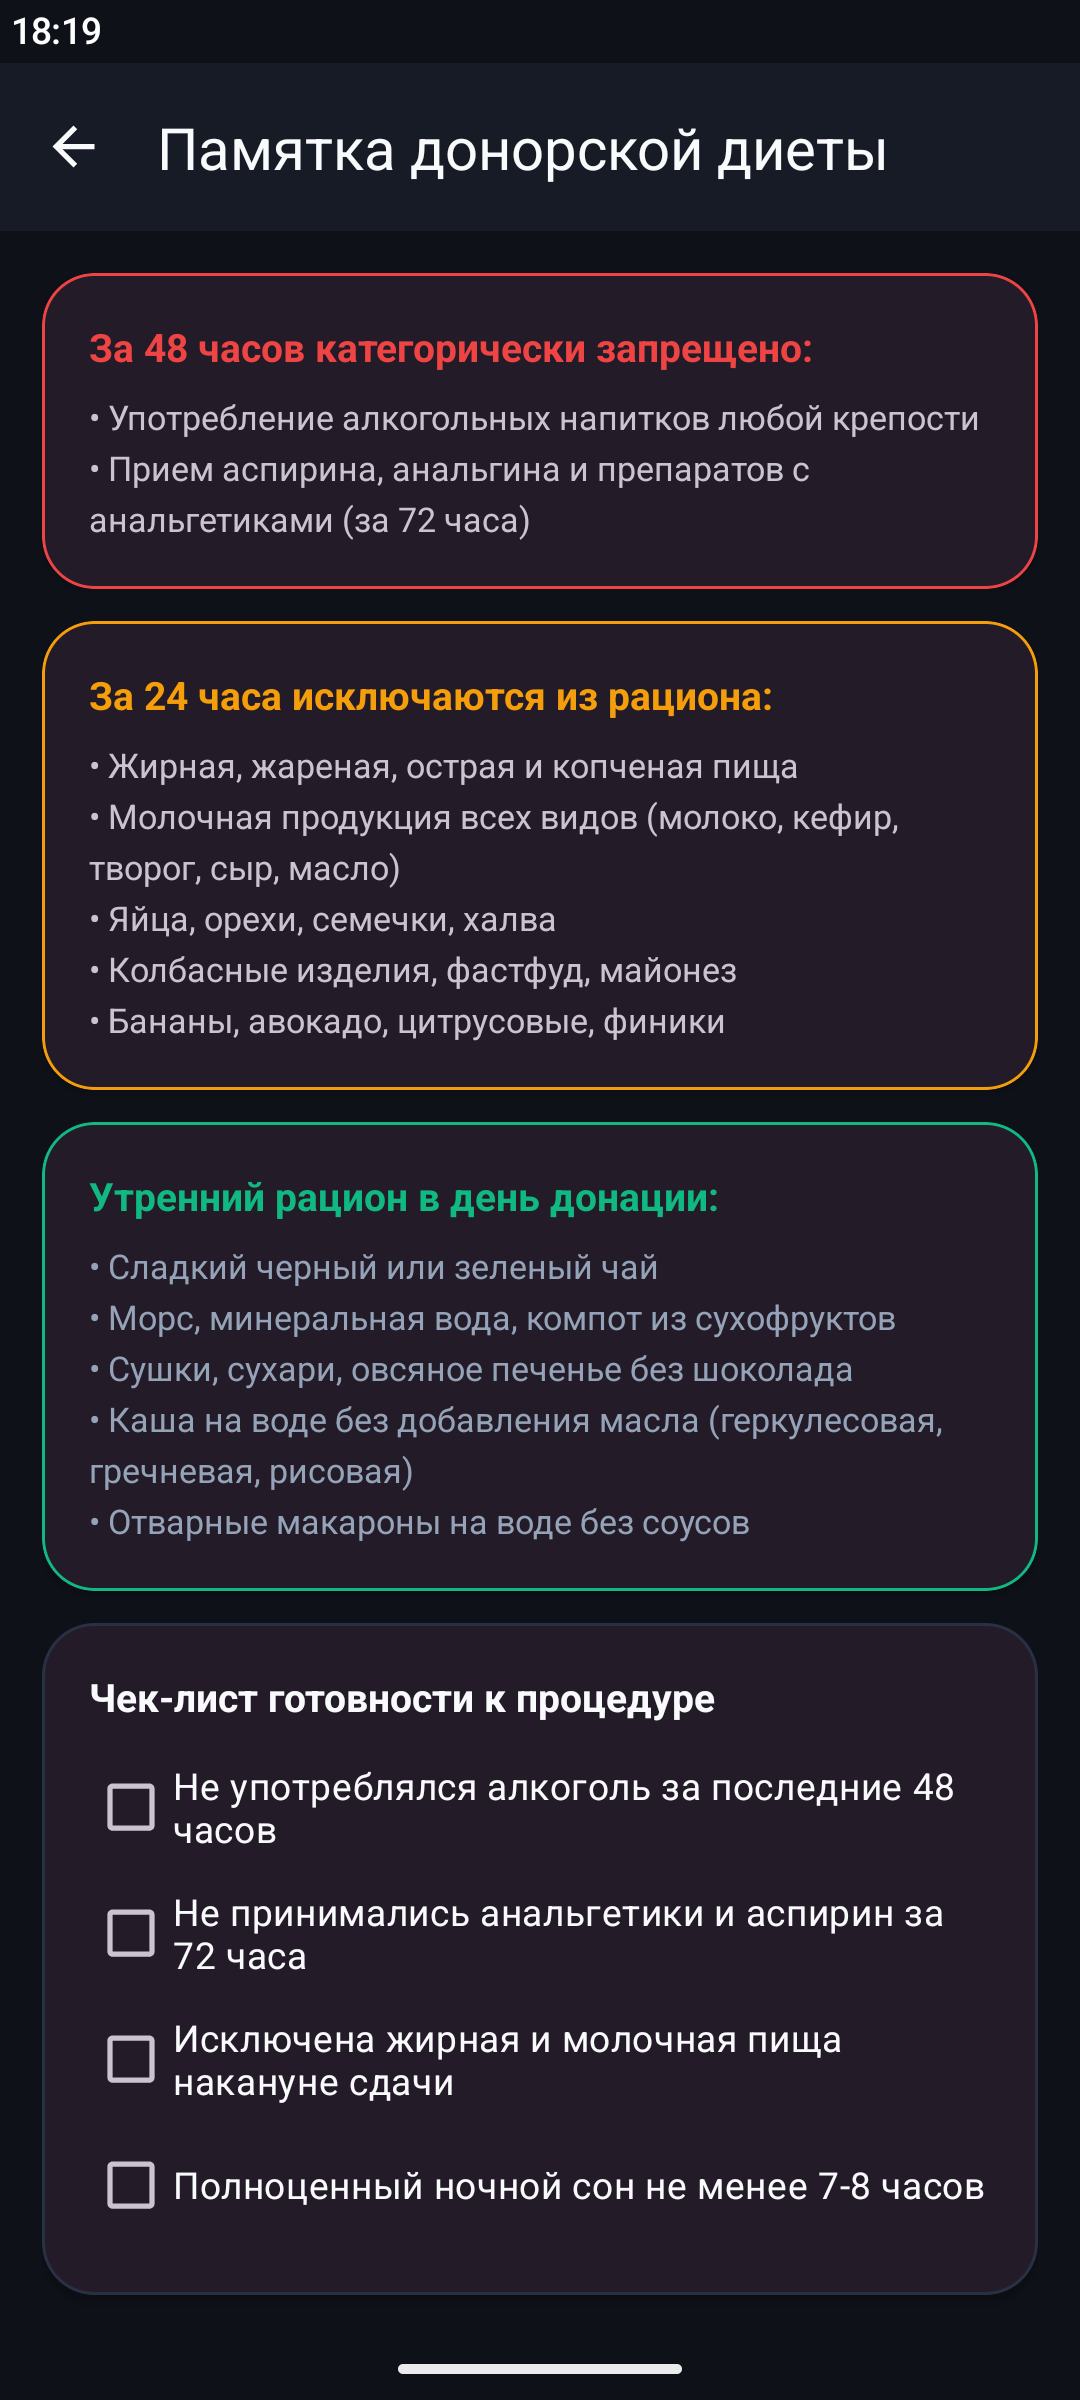 18:19
Памятка донорской диеты
За 48 часов категорически запрещено:
• Употребление алкогольных напитков любой крепости
• Прием аспирина, анальгина и препаратов с
анальгетиками (за 72 часа)
За 24 часа исключаются из рациона:
• Жирная, жареная, острая и копченая пища
• Молочная продукция всех видов (молоко, кефир,
творог, сыр, масло)
• Яйца, орехи, семечки, халва
• Колбасные изделия, фастфуд, майонез
• Бананы, авокадо, цитрусовые, финики
Утренний рацион в день донации:
• Сладкий черный или зеленый чай
• Морс, минеральная вода, компот из сухофруктов
• Сушки, сухари, овсяное печенье без шоколада
• Каша на воде без добавления масла (геркулесовая,
гречневая, рисовая)
• Отварные макароны на воде без соусов
Чек-лист готовности к процедуре
Не употреблялся алкоголь за последние 48
часов
Не принимались анальгетики и аспирин за
72 часа
Исключена жирная и молочная пища
накануне сдачи
Полноценный ночной сон не менее 7-8 часов